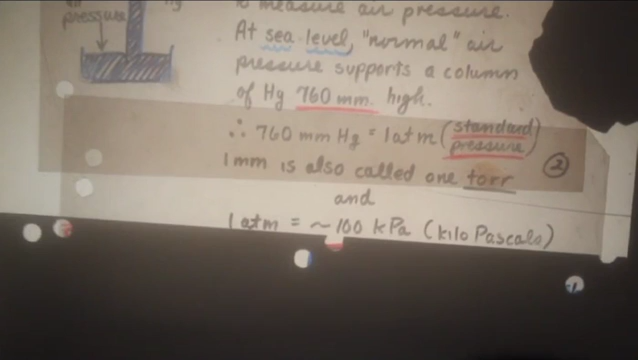 to measure air pressure.
air pressure
Hg
At sea level, "normal" air
pressure supports a column
of Hg 760 mm. high.
∴ 760 mm Hg = 1 atm (standard pressure)
1 mm is also called one torr
②
and
1 atm = ~100 kPa (kilo Pascals)